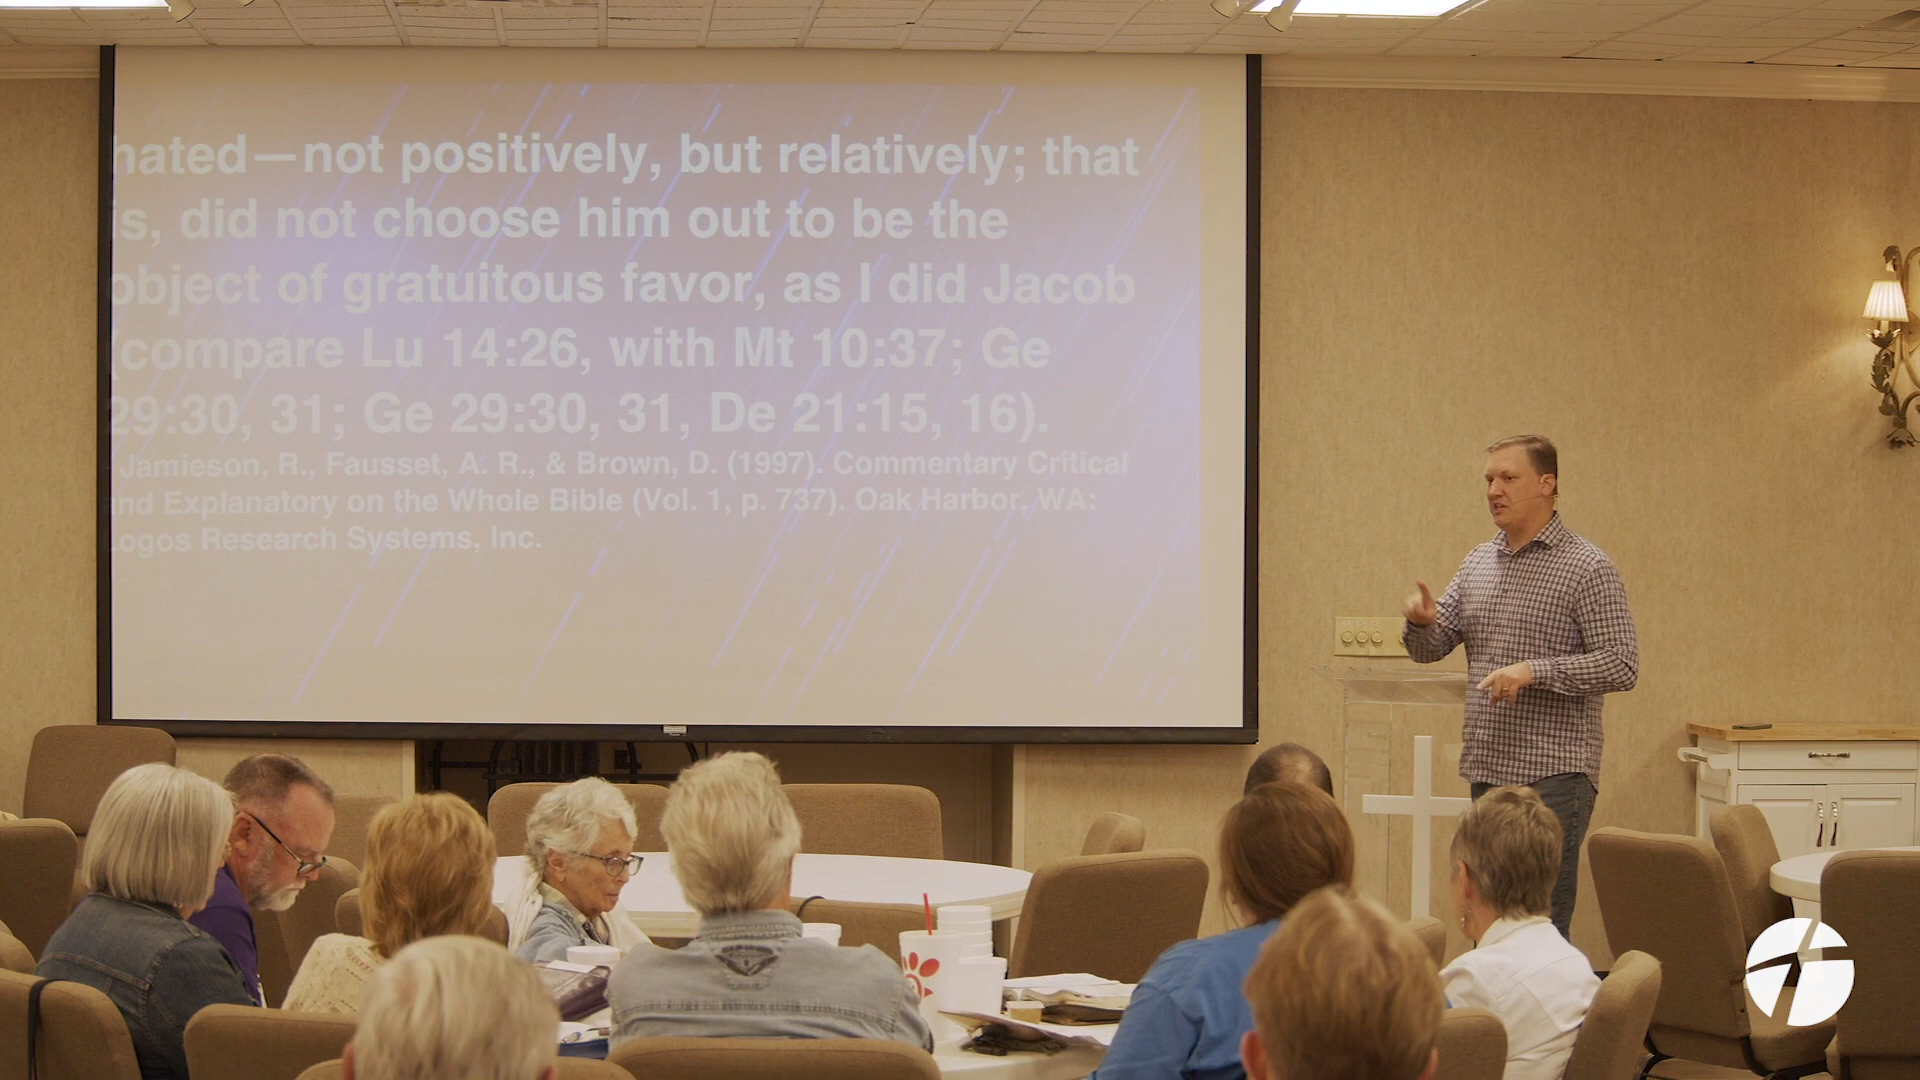 hated—not positively, but relatively; that
is, did not choose him out to be the
object of gratuitous favor, as I did Jacob
(compare Lu 14:26, with Mt 10:37; Ge
29:30, 31; Ge 29:30, 31, De 21:15, 16).
Jamieson, R., Fausset, A. R., & Brown, D. (1997). Commentary Critical
and Explanatory on the Whole Bible (Vol. 1, p. 737). Oak Harbor, WA:
Logos Research Systems, Inc.